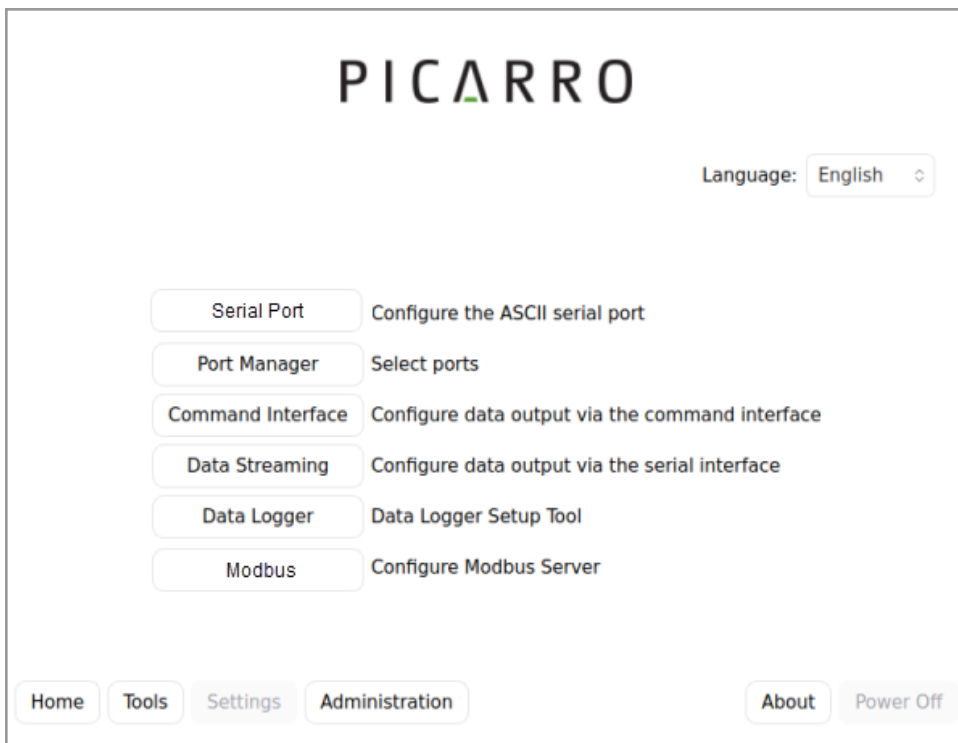 PICARRO
Language: English
Serial Port Configure the ASCII serial port
Port Manager Select ports
Command Interface Configure data output via the command interface
Data Streaming Configure data output via the serial interface
Data Logger Data Logger Setup Tool
Modbus Configure Modbus Server
Home Tools Settings Administration About Power Off